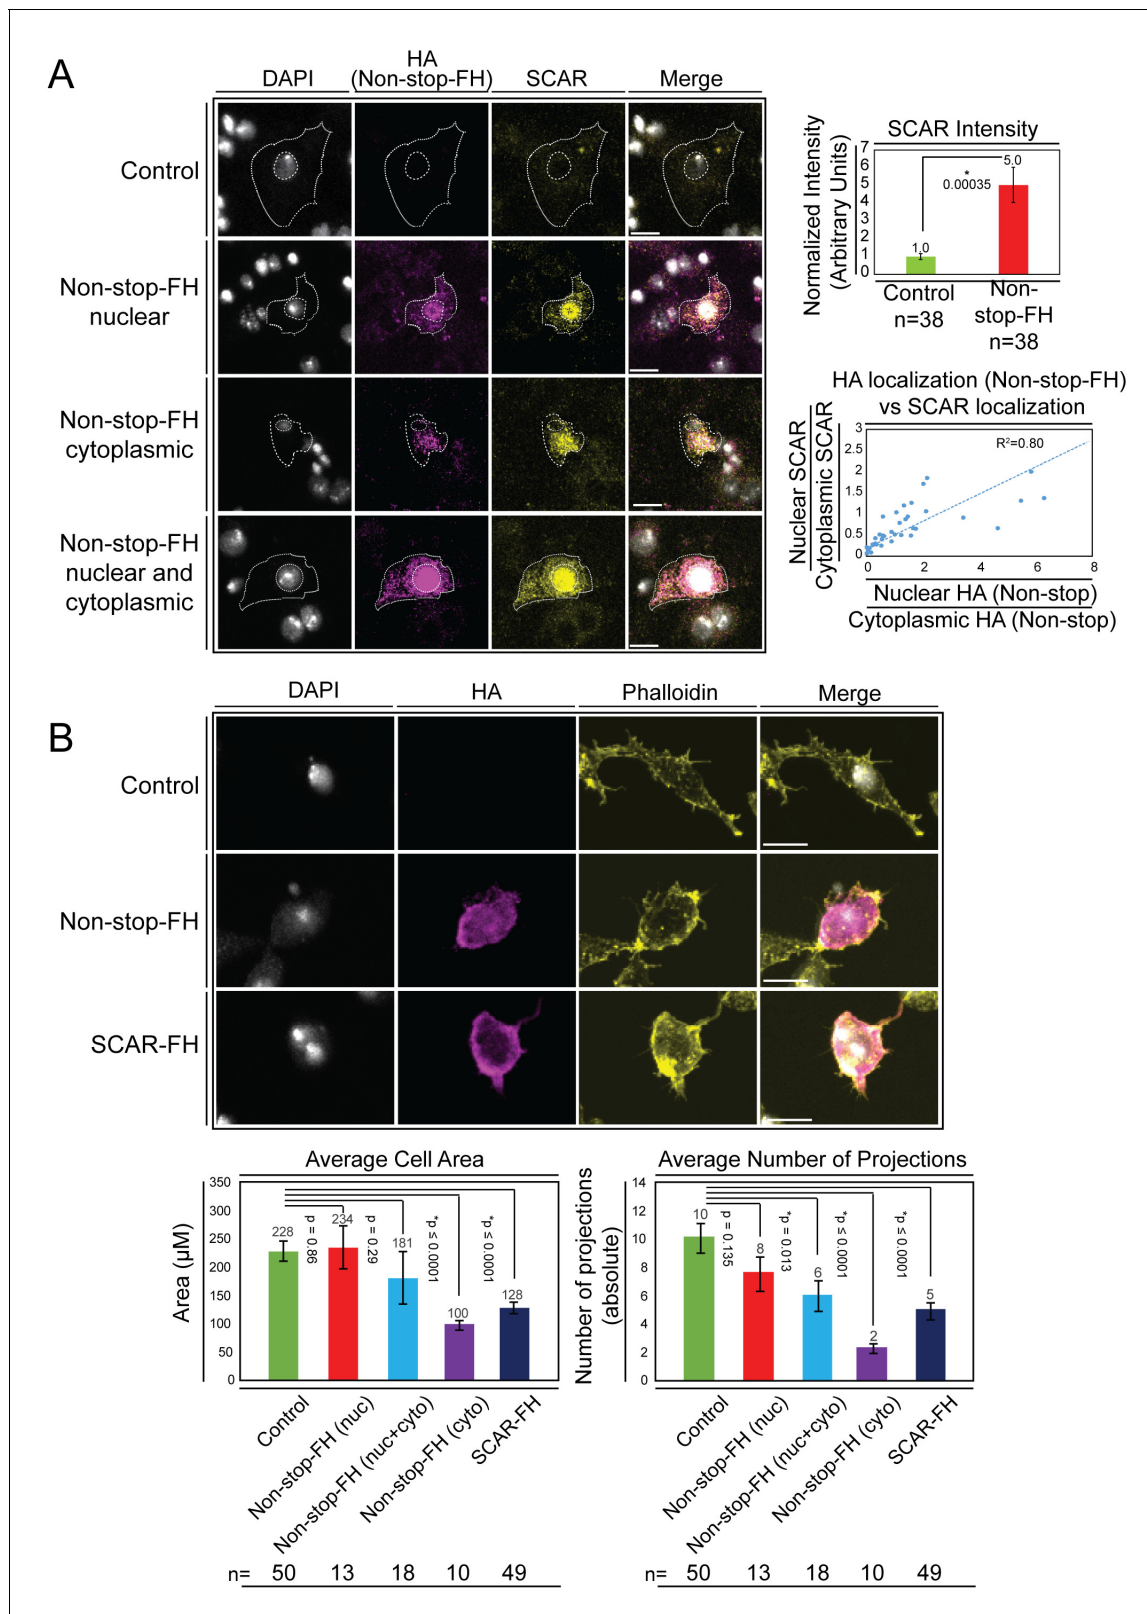 A
DAPI
HA
(Non-stop-FH)
SCAR
Merge
Control
Non-stop-FH
nuclear
Non-stop-FH
cytoplasmic
Non-stop-FH
nuclear and
cytoplasmic
SCAR Intensity
Normalized Intensity
(Arbitrary Units)
7
6
5
4
3
2
1
0
1.0
5.0
*
0.00035
Control
n=38
Non-
stop-FH
n=38
HA localization (Non-stop-FH)
vs SCAR localization
Nuclear SCAR
Cytoplasmic SCAR
3
2.5
2
1.5
1
0.5
0
R²=0.80
0 2 4 6 8
Nuclear HA (Non-stop)
Cytoplasmic HA (Non-stop)
B
DAPI
HA
Phalloidin
Merge
Control
Non-stop-FH
SCAR-FH
Average Cell Area
Area (µM)
350
300
250
200
150
100
50
0
228
234
181
100
128
p = 0.86
p = 0.29
*p ≤ 0.0001
*p ≤ 0.0001
Control
Non-stop-FH (nuc)
Non-stop-FH (nuc+cyto)
Non-stop-FH (cyto)
SCAR-FH
n= 50 13 18 10 49
Average Number of Projections
Number of projections
(absolute)
14
12
10
8
6
4
2
0
10
8
6
2
5
p = 0.135
*p = 0.013
*p ≤ 0.0001
*p ≤ 0.0001
Control
Non-stop-FH (nuc)
Non-stop-FH (nuc+cyto)
Non-stop-FH (cyto)
SCAR-FH
n= 50 13 18 10 49